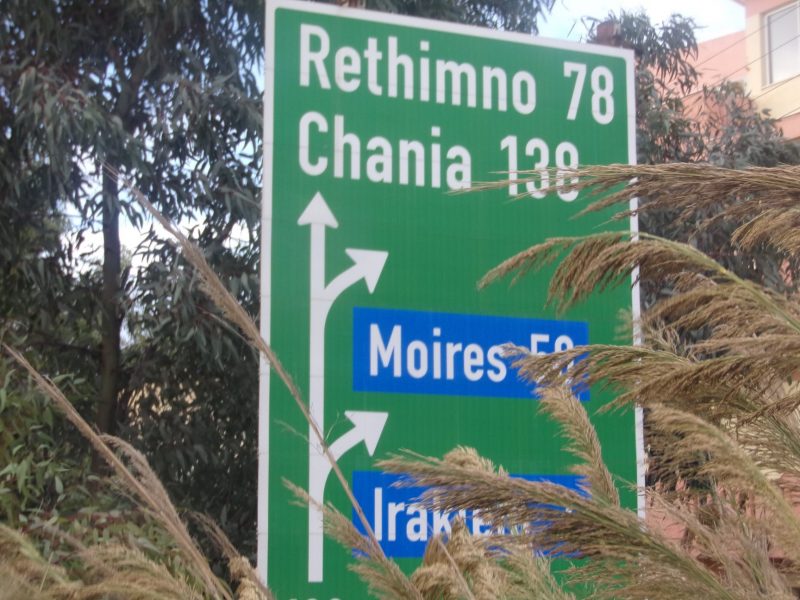 Rethimno 78
Chania 138
Moires